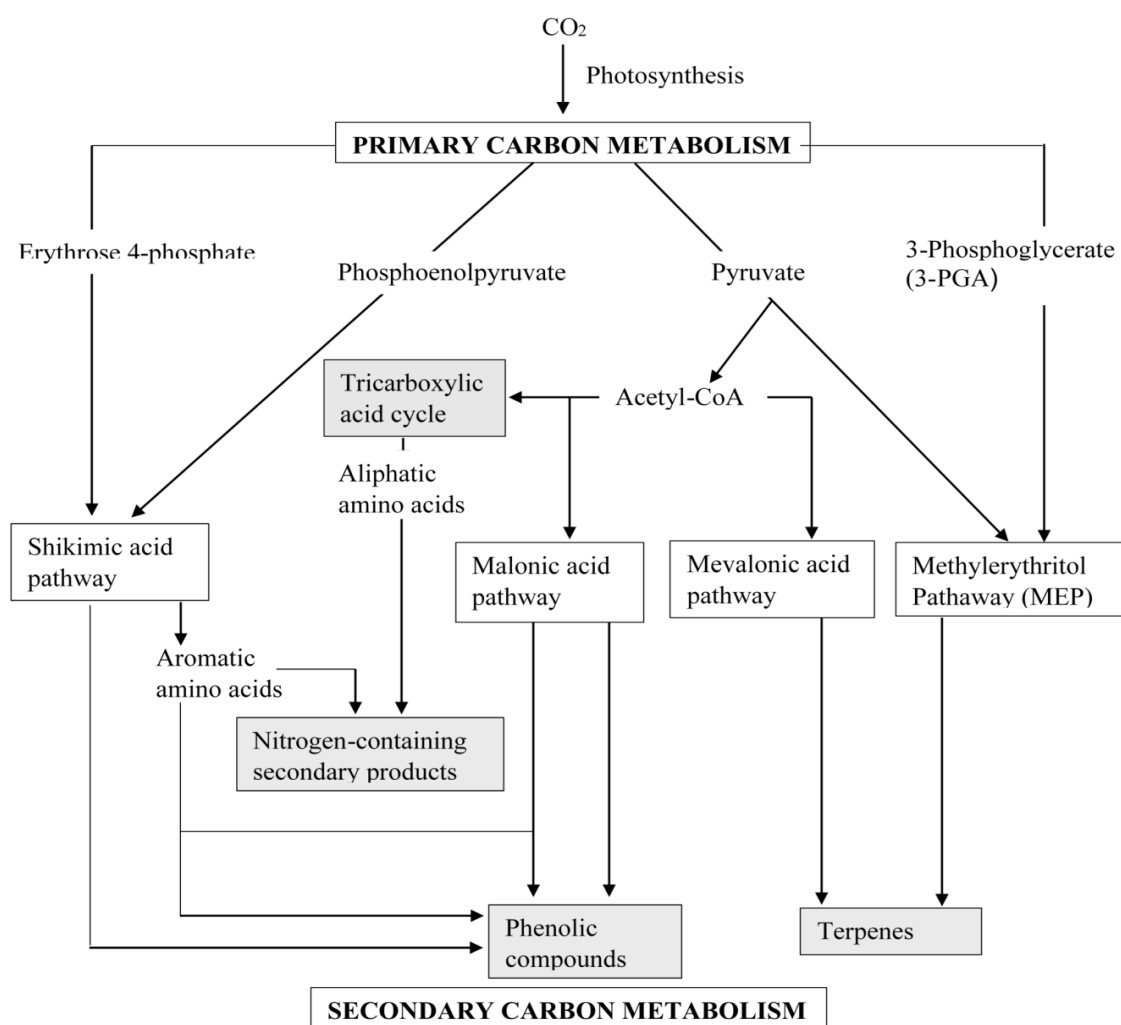 CO₂
Photosynthesis
PRIMARY CARBON METABOLISM
Erythrose 4-phosphate
Phosphoenolpyruvate
Pyruvate
3-Phosphoglycerate
(3-PGA)
Tricarboxylic
acid cycle
Acetyl-CoA
Aliphatic
amino acids
Shikimic acid
pathway
Malonic acid
pathway
Mevalonic acid
pathway
Methylerythritol
Pathaway (MEP)
Aromatic
amino acids
Nitrogen-containing
secondary products
Phenolic
compounds
Terpenes
SECONDARY CARBON METABOLISM